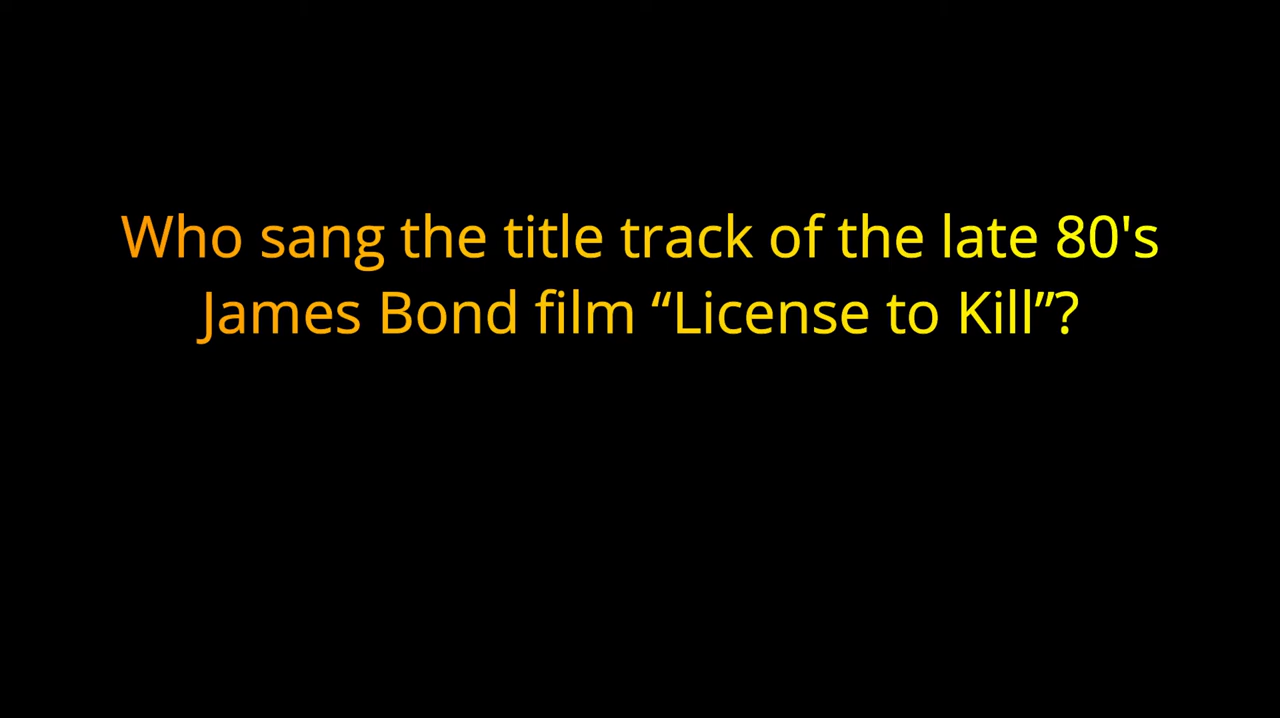 Who sang the title track of the late 80's
James Bond film “License to Kill”?